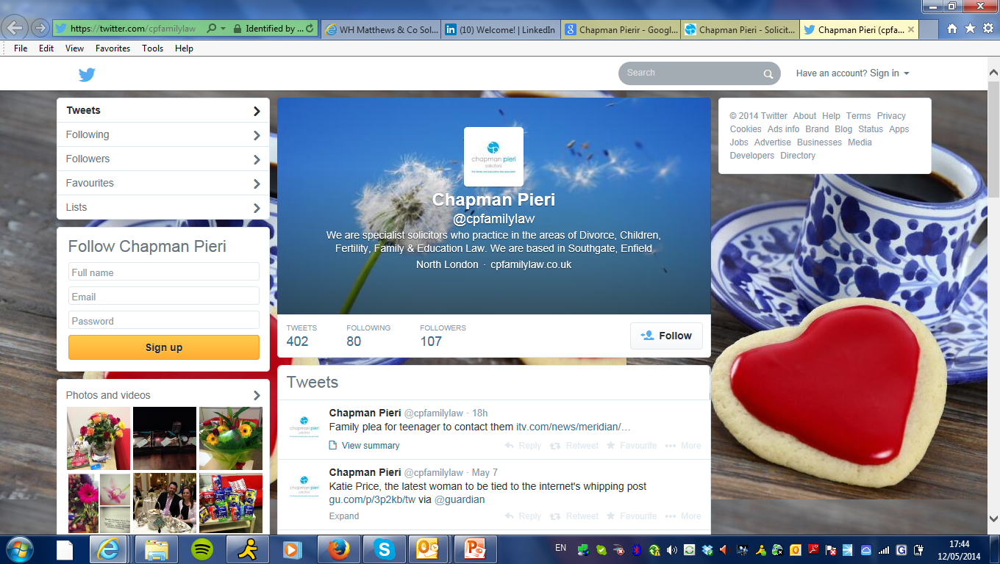 https://twitter.com/cpfamilylaw
Identified by ...
WH Matthews & Co Sol...
(10) Welcome! | LinkedIn
Chapman Pierir - Googl...
Chapman Pieri - Solicit...
Chapman Pieri (cpfa...
File Edit View Favorites Tools Help
Search
Have an account? Sign in
Tweets
Following
Followers
Favourites
Lists
Follow Chapman Pieri
Full name
Email
Password
Sign up
Photos and videos
chapman pieri
solicitors
Chapman Pieri
@cpfamilylaw
We are specialist solicitors who practice in the areas of Divorce, Children,
Fertility, Family & Education Law. We are based in Southgate, Enfield
North London · cpfamilylaw.co.uk
TWEETS FOLLOWING FOLLOWERS
402 80 107
Follow
Tweets
chapman pieri
solicitors
Chapman Pieri @cpfamilylaw · 18h
Family plea for teenager to contact them itv.com/news/meridian/…
View summary Reply Retweet Favourite More
chapman pieri
solicitors
Chapman Pieri @cpfamilylaw · May 7
Katie Price, the latest woman to be tied to the internet's whipping post
gu.com/p/3p2kb/tw via @guardian
Expand Reply Retweet Favourite More
© 2014 Twitter About Help Terms Privacy
Cookies Ads info Brand Blog Status Apps
Jobs Advertise Businesses Media
Developers Directory
EN
17:44
12/05/2014